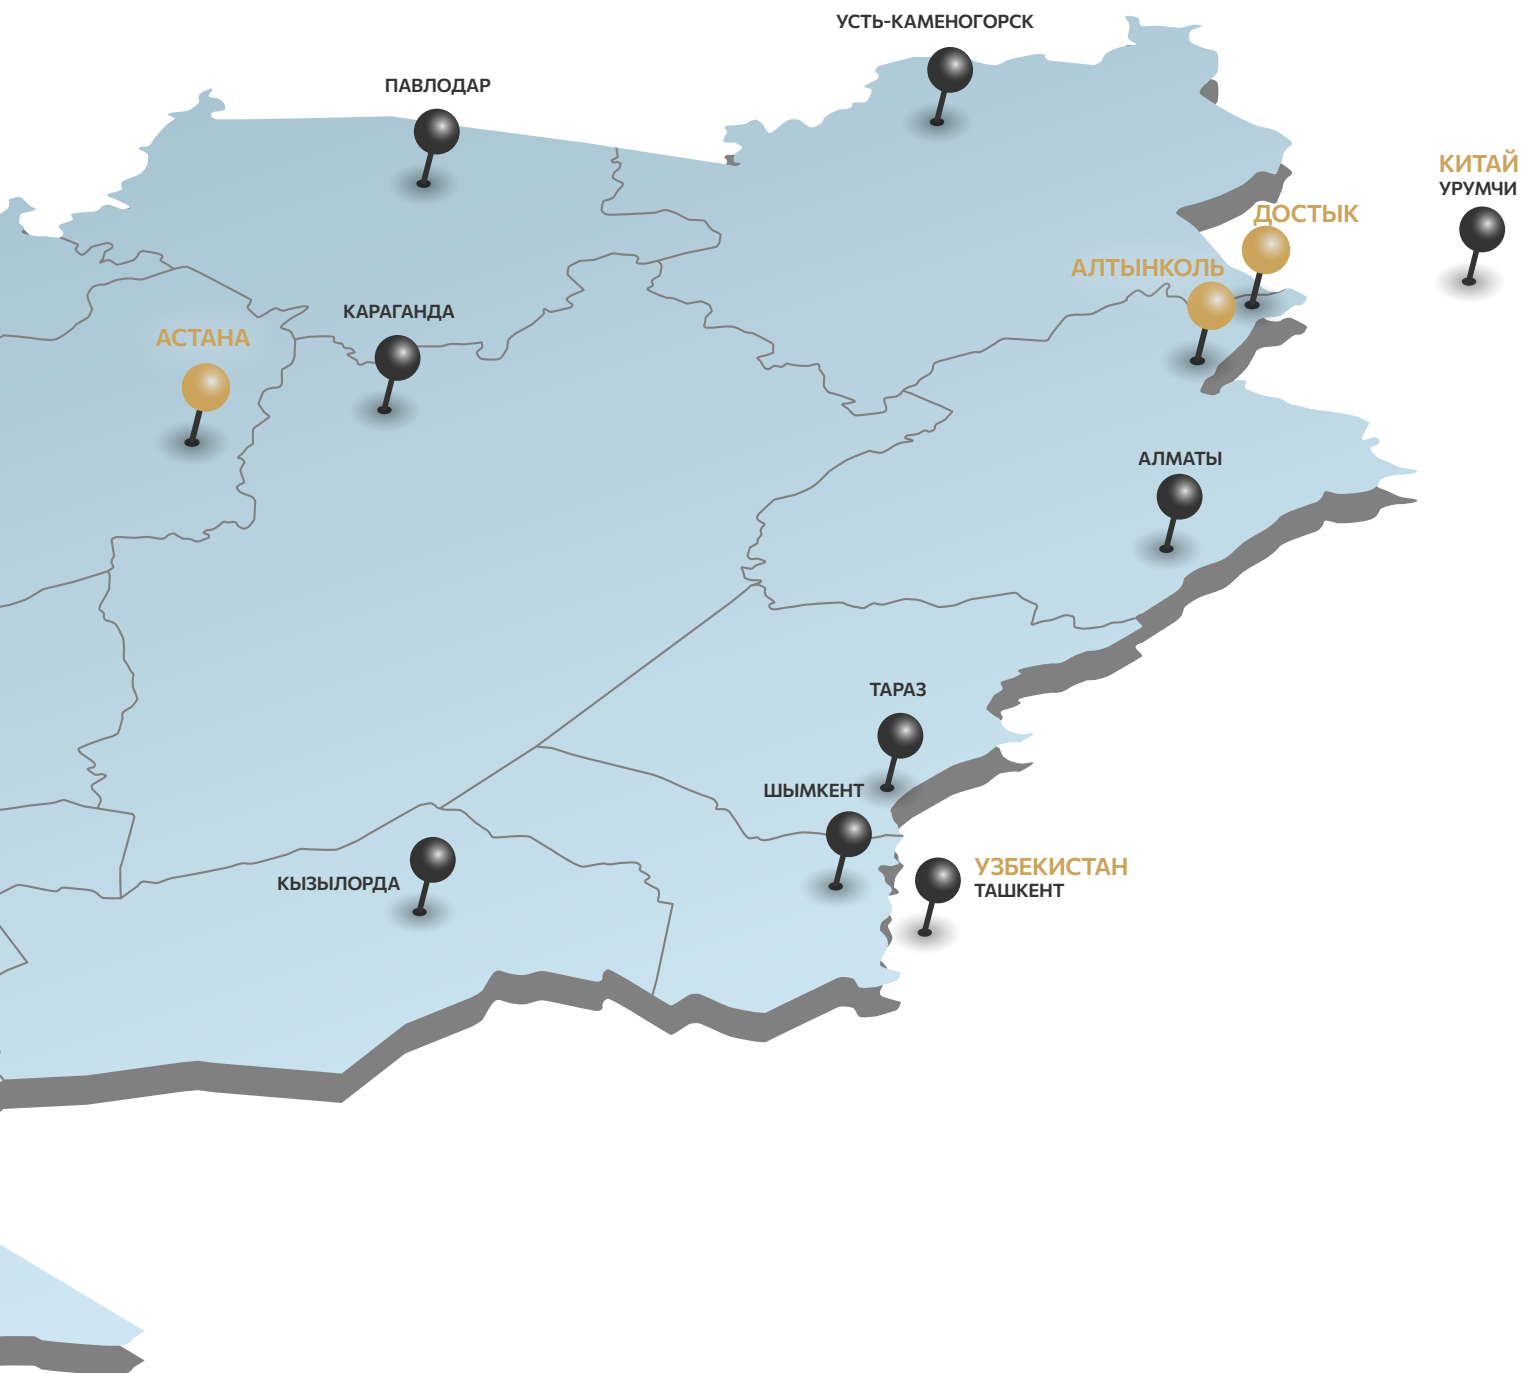 УСТЬ-КАМЕНОГОРСК
ПАВЛОДАР
КИТАЙ
УРУМЧИ
ДОСТЫК
АЛТЫНКОЛЬ
КАРАГАНДА
АСТАНА
АЛМАТЫ
ТАРАЗ
ШЫМКЕНТ
УЗБЕКИСТАН
ТАШКЕНТ
КЫЗЫЛОРДА